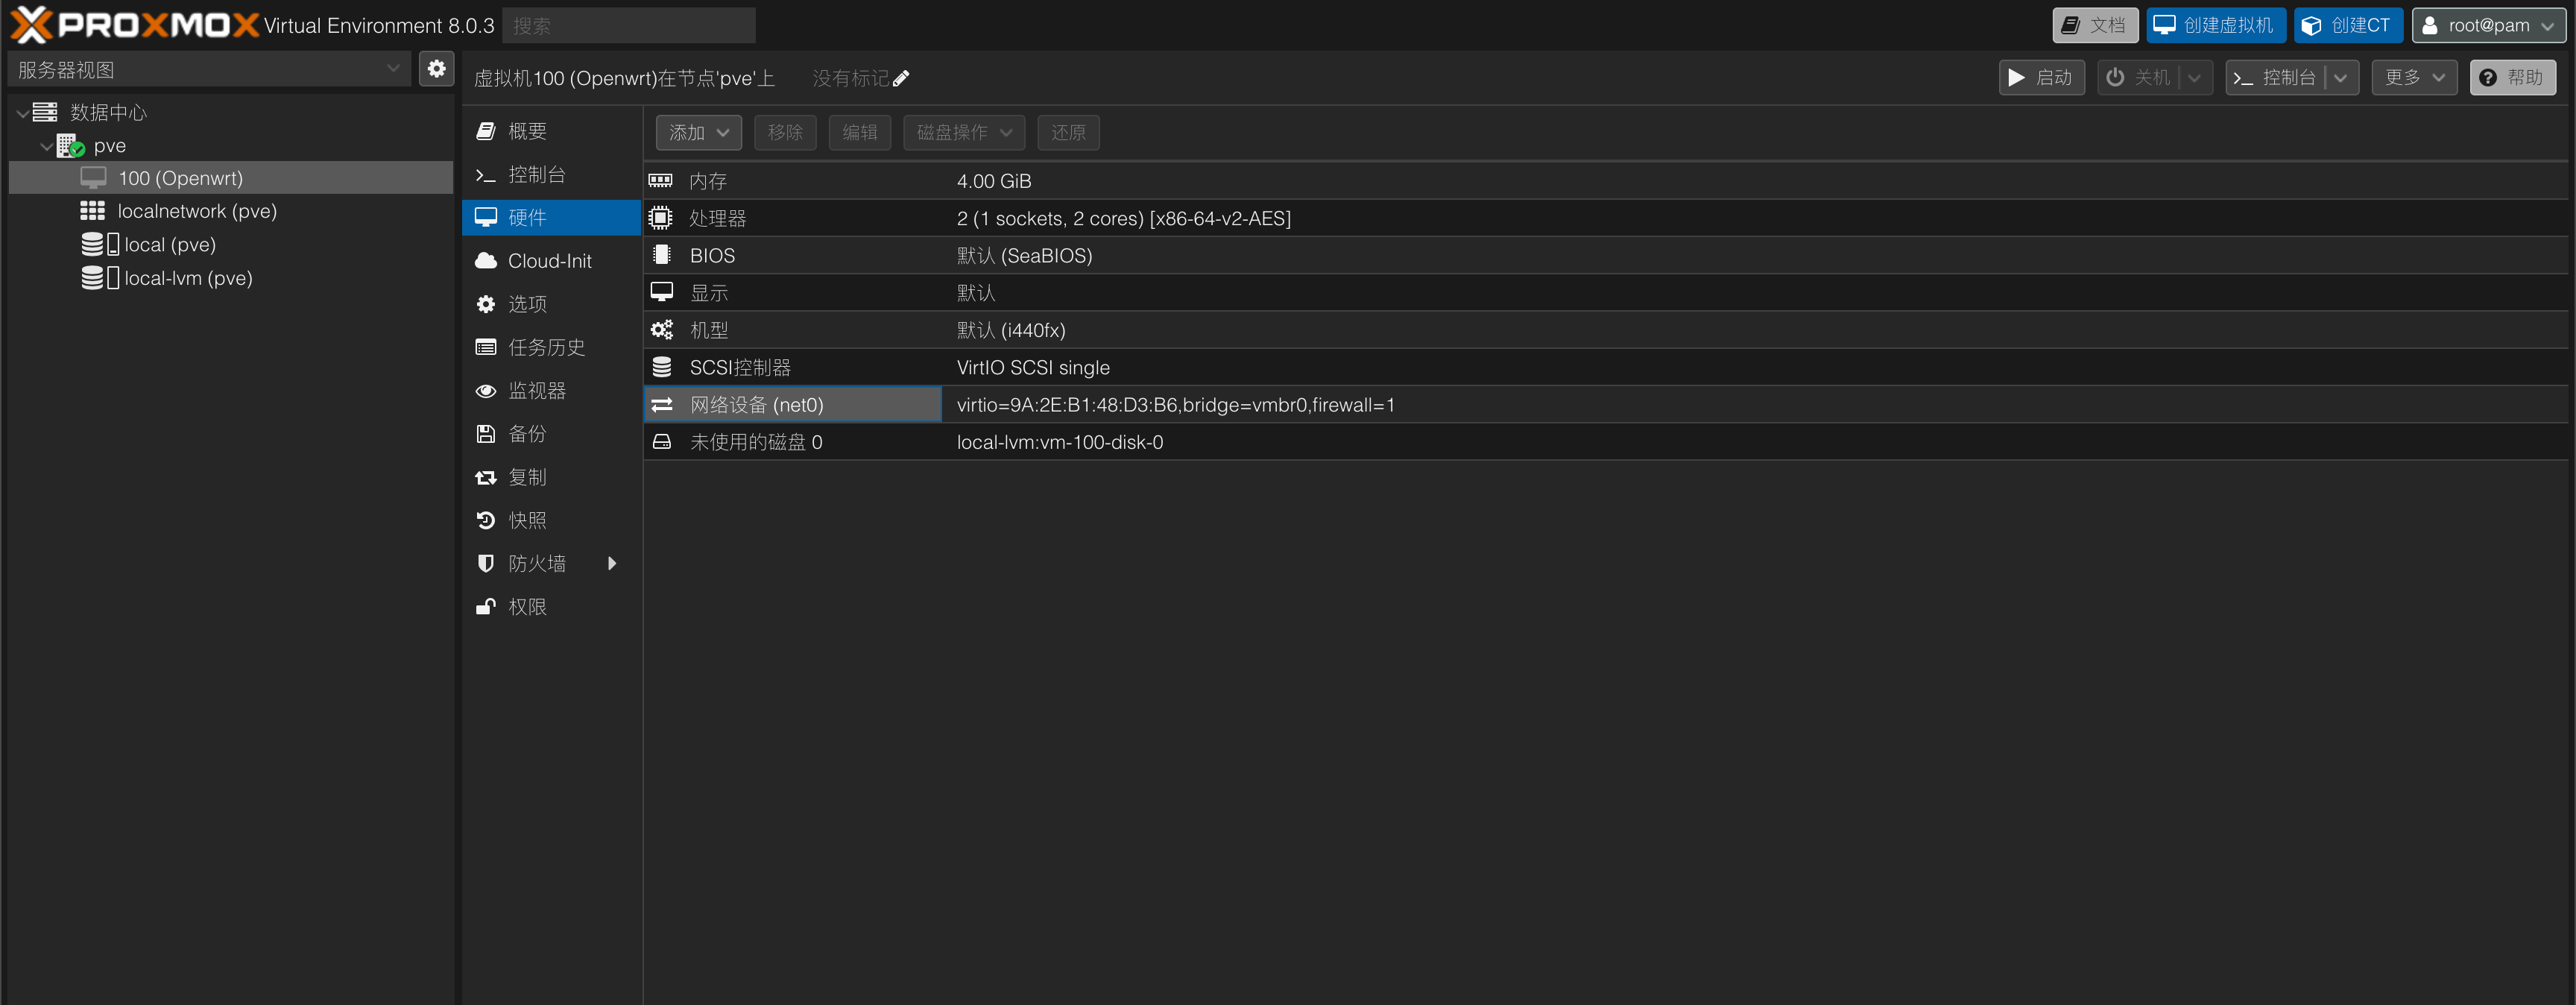 PROXMOX Virtual Environment 8.0.3 搜索 文档 创建虚拟机 创建CT root@pam
服务器视图
虚拟机100 (Openwrt)在节点'pve'上 没有标记 启动 关机 控制台 更多 帮助
数据中心
pve
100 (Openwrt)
localnetwork (pve)
local (pve)
local-lvm (pve)
概要
控制台
硬件
Cloud-Init
选项
任务历史
监视器
备份
复制
快照
防火墙
权限
添加 移除 编辑 磁盘操作 还原
内存 4.00 GiB
处理器 2 (1 sockets, 2 cores) [x86-64-v2-AES]
BIOS 默认 (SeaBIOS)
显示 默认
机型 默认 (i440fx)
SCSI控制器 VirtIO SCSI single
网络设备 (net0) virtio=9A:2E:B1:48:D3:B6,bridge=vmbr0,firewall=1
未使用的磁盘 0 local-lvm:vm-100-disk-0